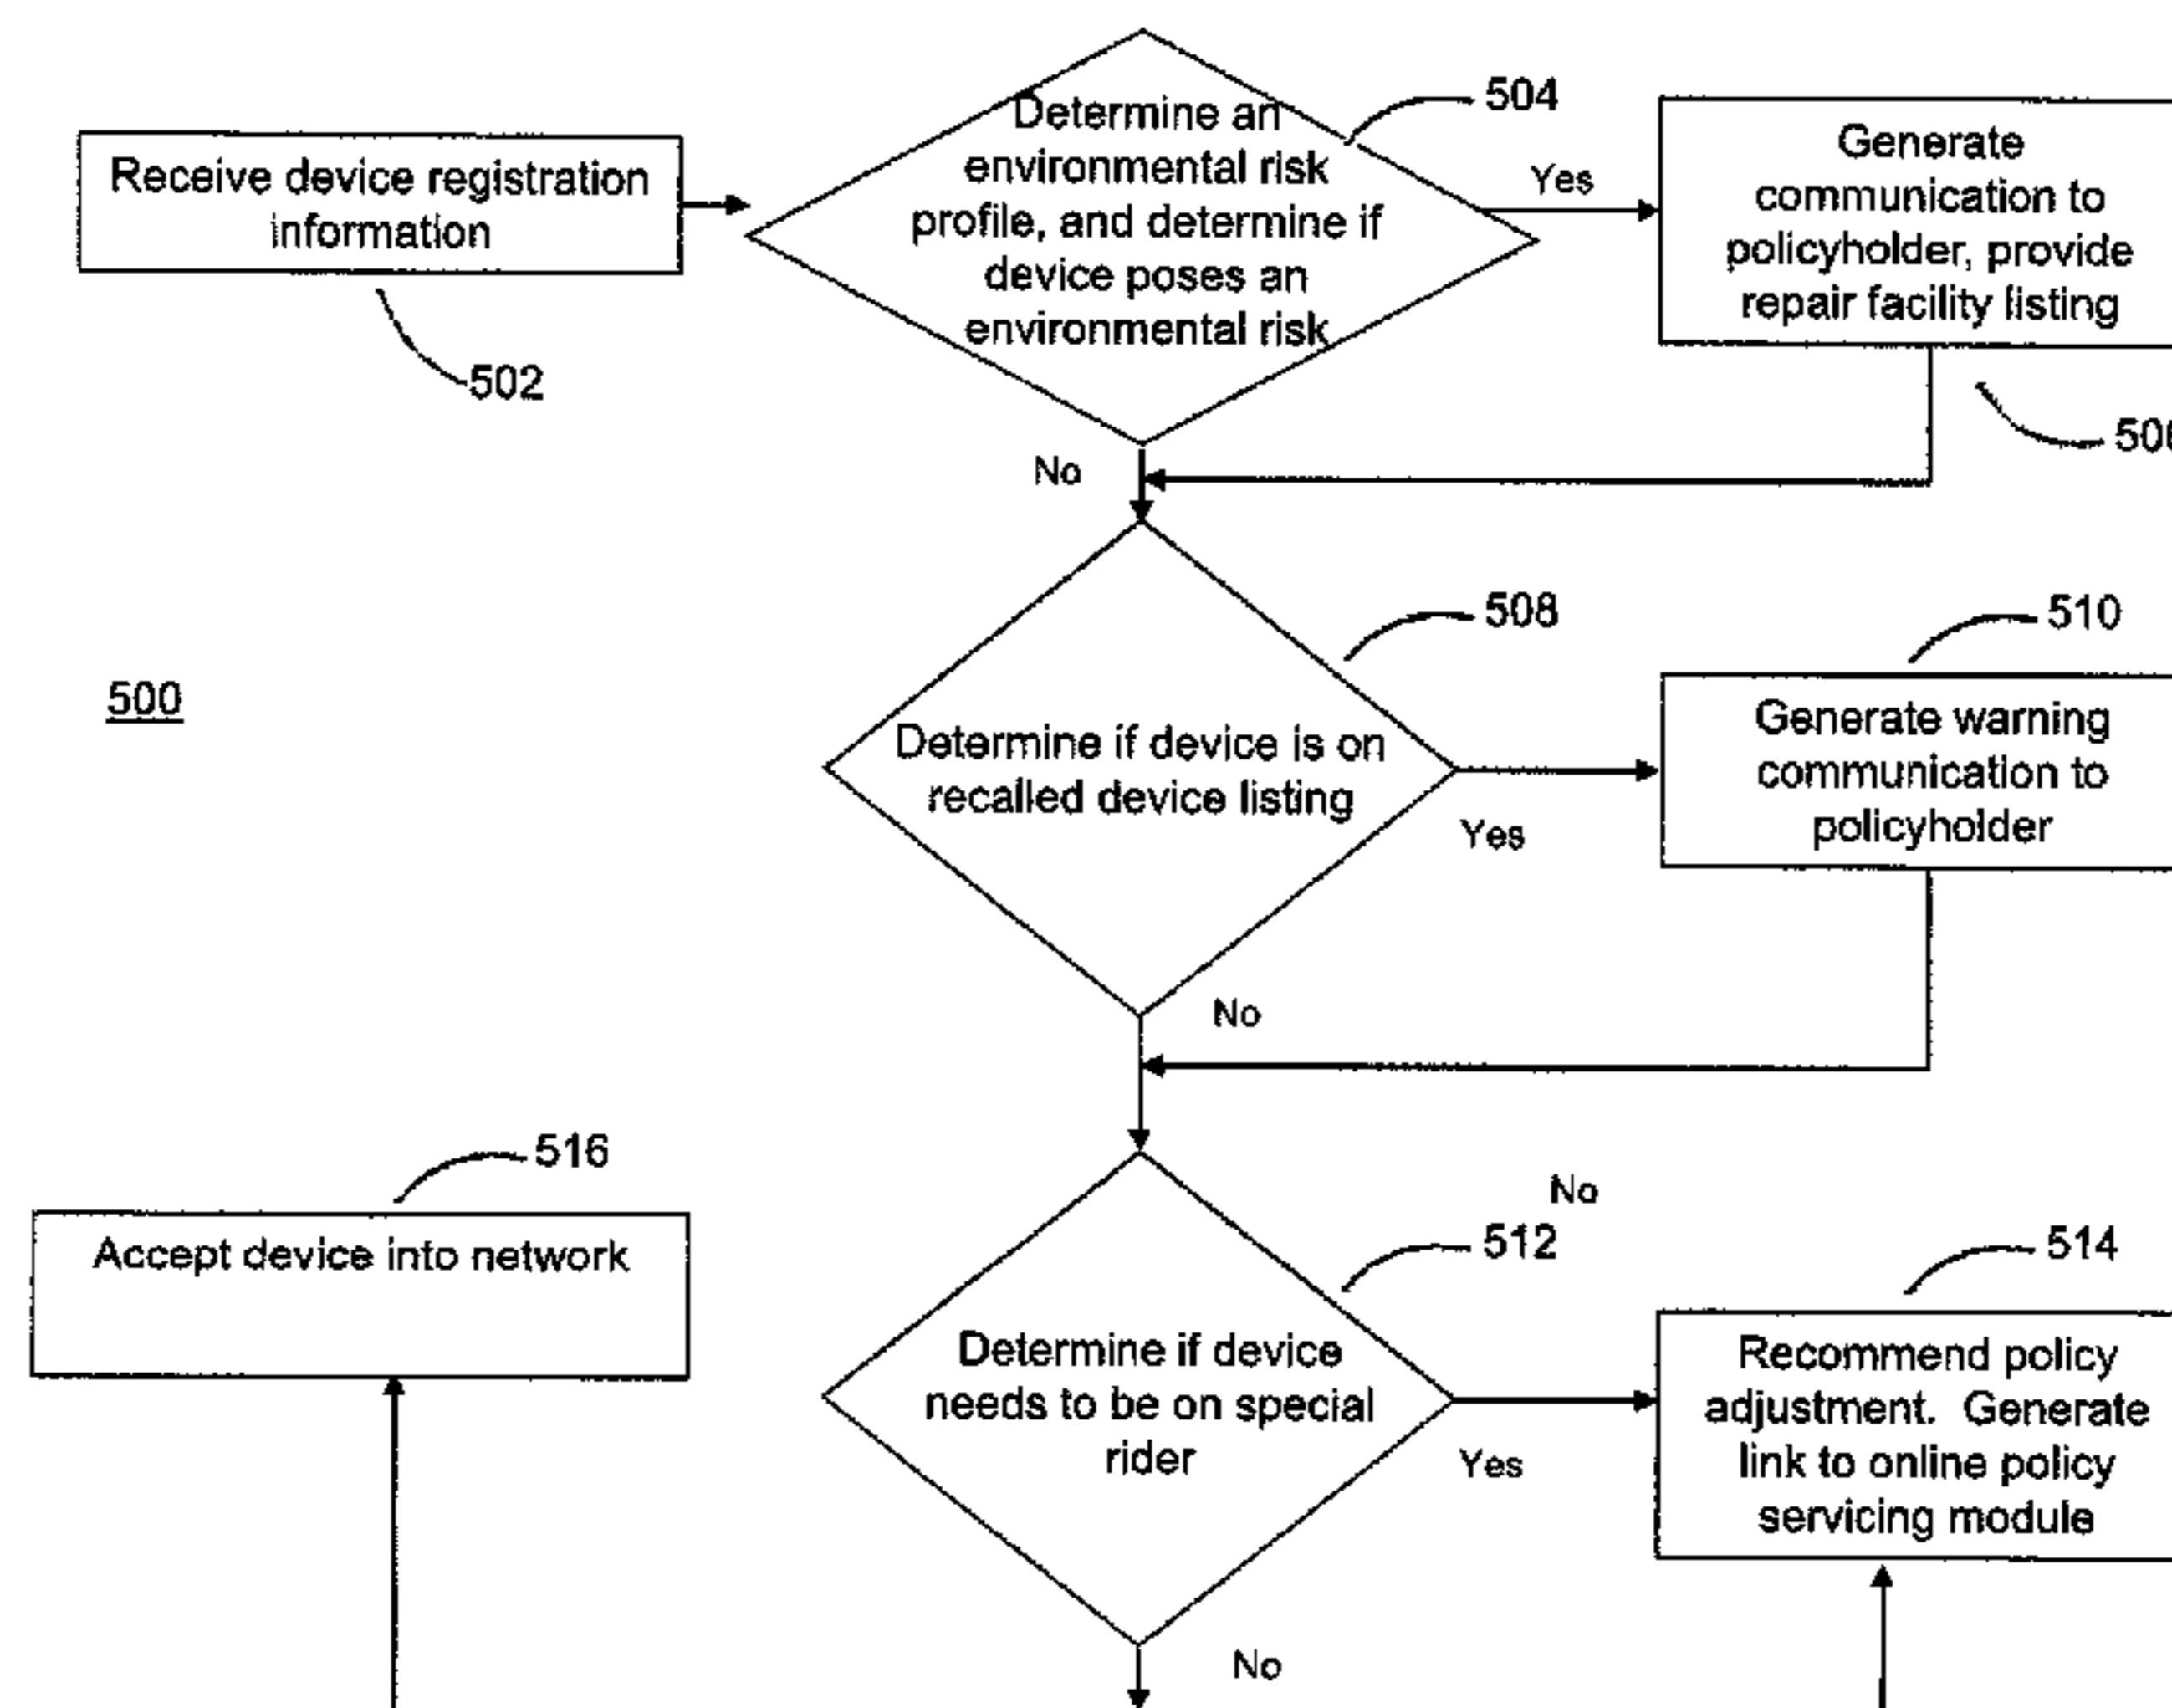 Receive device registration
information
502
Determine an
environmental risk
profile, and determine if
device poses an
environmental risk
504
Yes
Generate
communication to
policyholder, provide
repair facility listing
No
500
Determine if device is on
recalled device listing
508
Yes
510
Generate warning
communication to
policyholder
No
516
Accept device into network
No
512
Determine if device
needs to be on special
rider
Yes
514
Recommend policy
adjustment. Generate
link to online policy
servicing module
No